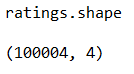 ratings.shape
(100004, 4)